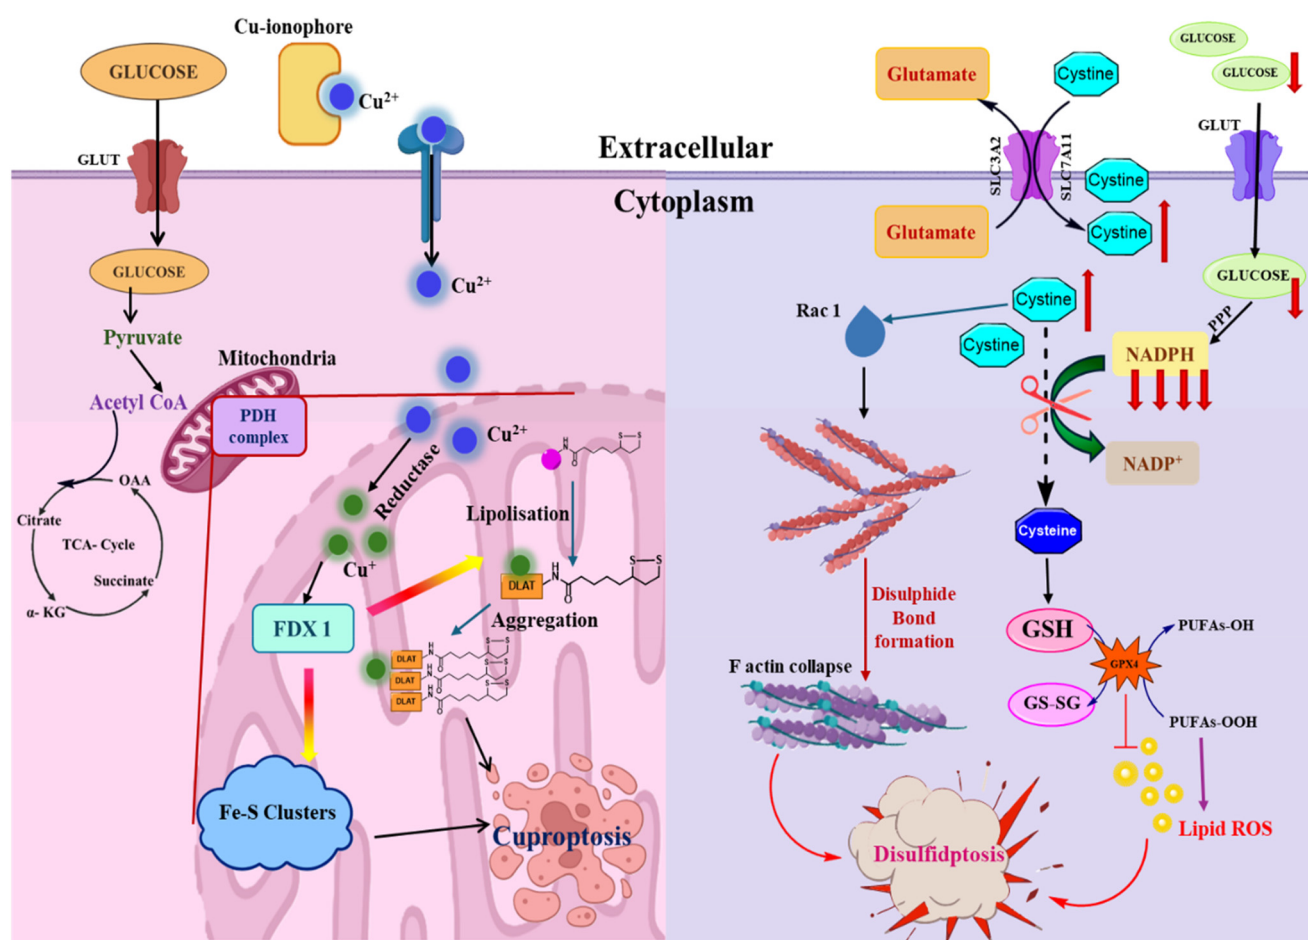 Cu-ionophore
GLUCOSE
Cu2+
GLUT
GLUCOSE
Cu2+
Pyruvate
Mitochondria
Acetyl CoA
PDH
complex
Cu2+
Reductase
OAA
Citrate
TCA- Cycle
Succinate
α- KG
Cu+
Lipolisation
H
N
O
S
S
DLAT
H
N
O
S
S
FDX 1
Aggregation
DLAT
DLAT
DLAT
H
N
O
H
N
O
H
N
O
S
S
S
S
S
S
Fe-S Clusters
Cuproptosis
Extracellular
Cytoplasm
Glutamate
Cystine
GLUCOSE
GLUCOSE
GLUT
SLC3A2
SLC7A11
Cystine
Glutamate
Cystine
GLUCOSE
Rac 1
Cystine
Cystine
PPP
NADPH
NADP+
Cysteine
Disulphide
Bond
formation
GSH
PUFAs-OH
GPX4
F actin collapse
GS-SG
PUFAs-OOH
Lipid ROS
Disulfidptosis